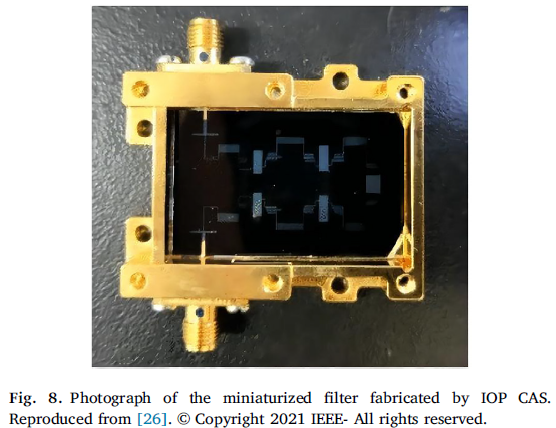 Fig. 8. Photograph of the miniaturized filter fabricated by IOP CAS.
Reproduced from [26]. © Copyright 2021 IEEE- All rights reserved.